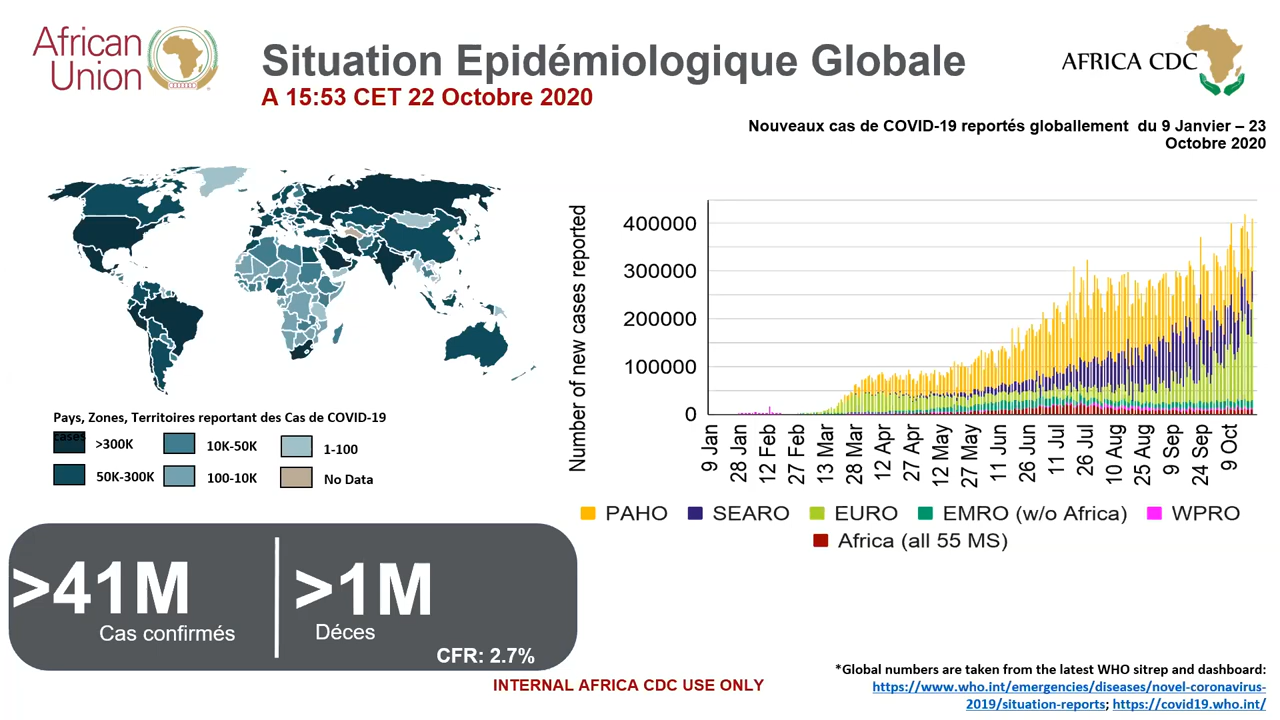 African
Union
Situation Epidémiologique Globale
A 15:53 CET 22 Octobre 2020
AFRICA CDC
Nouveaux cas de COVID-19 reportés globallement du 9 Janvier – 23
Octobre 2020
Number of new cases reported
400000
300000
200000
100000
0
9 Jan
28 Jan
12 Feb
27 Feb
13 Mar
28 Mar
12 Apr
27 Apr
12 May
27 May
11 Jun
26 Jun
11 Jul
26 Jul
10 Aug
25 Aug
9 Sep
24 Sep
9 Oct
PAHO SEARO EURO EMRO (w/o Africa) WPRO
Africa (all 55 MS)
Pays, Zones, Territoires reportant des Cas de COVID-19
cases
>300K 10K-50K 1-100
50K-300K 100-10K No Data
>41M >1M
Cas confirmés Déces
CFR: 2.7%
INTERNAL AFRICA CDC USE ONLY
*Global numbers are taken from the latest WHO sitrep and dashboard:
https://www.who.int/emergencies/diseases/novel-coronavirus-
2019/situation-reports; https://covid19.who.int/